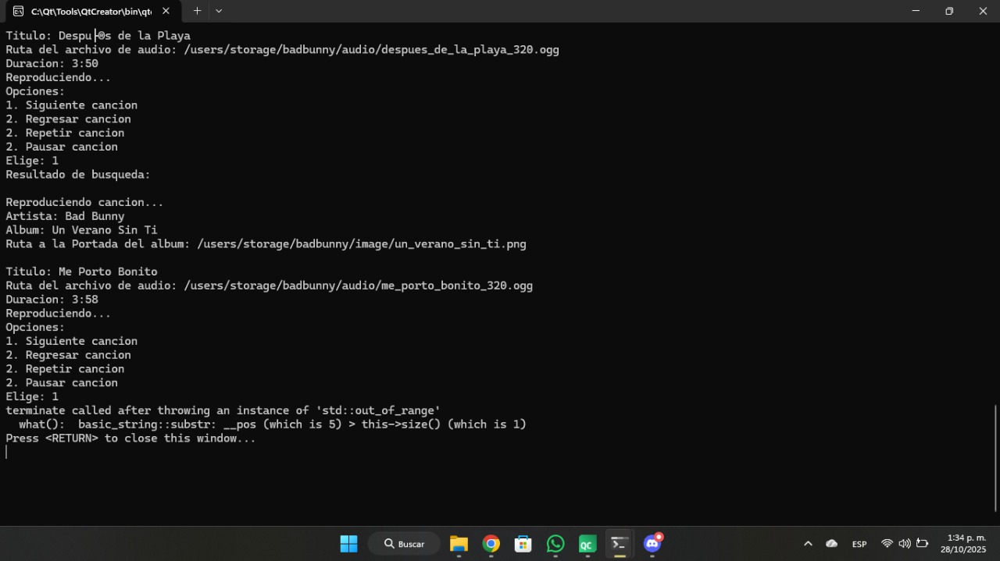 C:\Qt\Tools\QtCreator\bin\qtc
Titulo: Despu├®s de la Playa
Ruta del archivo de audio: /users/storage/badbunny/audio/despues_de_la_playa_320.ogg
Duracion: 3:50
Reproduciendo...
Opciones:
1. Siguiente cancion
2. Regresar cancion
2. Repetir cancion
2. Pausar cancion
Elige: 1
Resultado de busqueda:
Reproduciendo cancion...
Artista: Bad Bunny
Album: Un Verano Sin Ti
Ruta a la Portada del album: /users/storage/badbunny/image/un_verano_sin_ti.png
Titulo: Me Porto Bonito
Ruta del archivo de audio: /users/storage/badbunny/audio/me_porto_bonito_320.ogg
Duracion: 3:58
Reproduciendo...
Opciones:
1. Siguiente cancion
2. Regresar cancion
2. Repetir cancion
2. Pausar cancion
Elige: 1
terminate called after throwing an instance of 'std::out_of_range'
  what():  basic_string::substr: __pos (which is 5) > this->size() (which is 1)
Press <RETURN> to close this window...
Buscar
QC
ESP
1:34 p. m.
28/10/2025